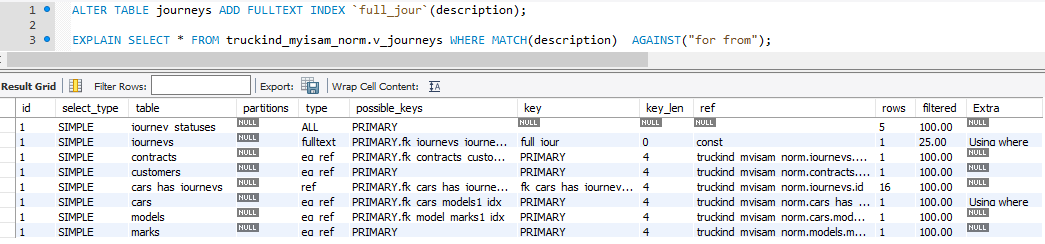 1 ALTER TABLE journeys ADD FULLTEXT INDEX `full_jour`(description);
2
3 EXPLAIN SELECT * FROM truckind_myisam_norm.v_journeys WHERE MATCH(description) AGAINST("for from");
Result Grid Filter Rows: Export: Wrap Cell Content:
id select_type table partitions type possible_keys key key_len ref rows filtered Extra
1 SIMPLE journey_statuses NULL ALL PRIMARY NULL NULL NULL 5 100.00 NULL
1 SIMPLE journeys NULL fulltext PRIMARY,fk_journeys_journe... full_jour 0 const 1 25.00 Using where
1 SIMPLE contracts NULL eq_ref PRIMARY,fk_contracts_custo... PRIMARY 4 truckind_myisam_norm.journeys.... 1 100.00 NULL
1 SIMPLE customers NULL eq_ref PRIMARY PRIMARY 4 truckind_myisam_norm.contracts.... 1 100.00 NULL
1 SIMPLE cars_has_journeys NULL ref PRIMARY,fk_cars_has_journe... fk_cars_has_journey... 4 truckind_myisam_norm.journeys.id 16 100.00 NULL
1 SIMPLE cars NULL eq_ref PRIMARY,fk_cars_models1_idx PRIMARY 4 truckind_myisam_norm.cars_has_... 1 100.00 Using where
1 SIMPLE models NULL eq_ref PRIMARY,fk_model_marks1_idx PRIMARY 4 truckind_myisam_norm.cars.mod... 1 100.00 NULL
1 SIMPLE marks NULL eq_ref PRIMARY PRIMARY 4 truckind_myisam_norm.models.m... 1 100.00 NULL